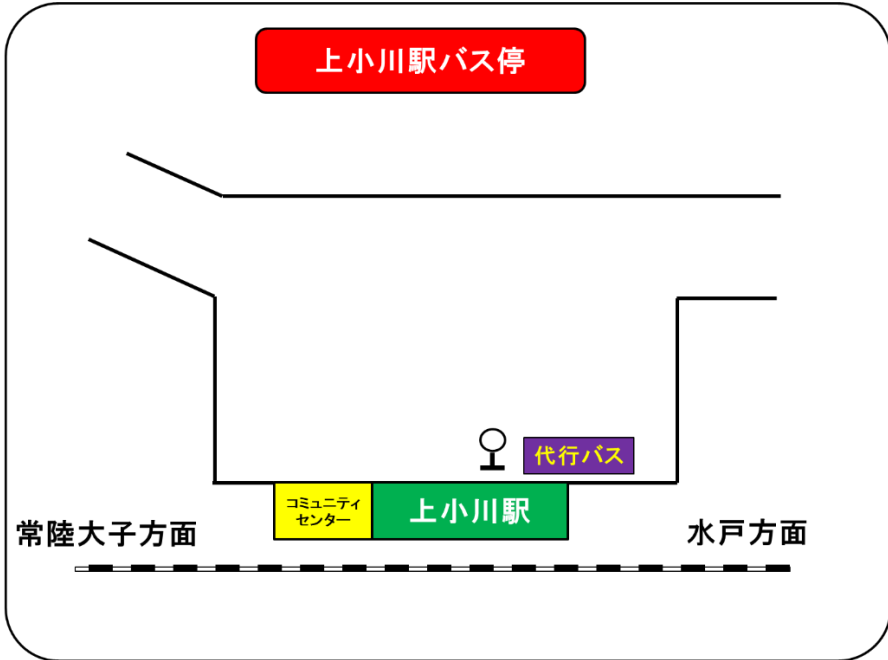 上小川駅バス停
代行バス
コミュニティ
センター
上小川駅
常陸大子方面
水戸方面